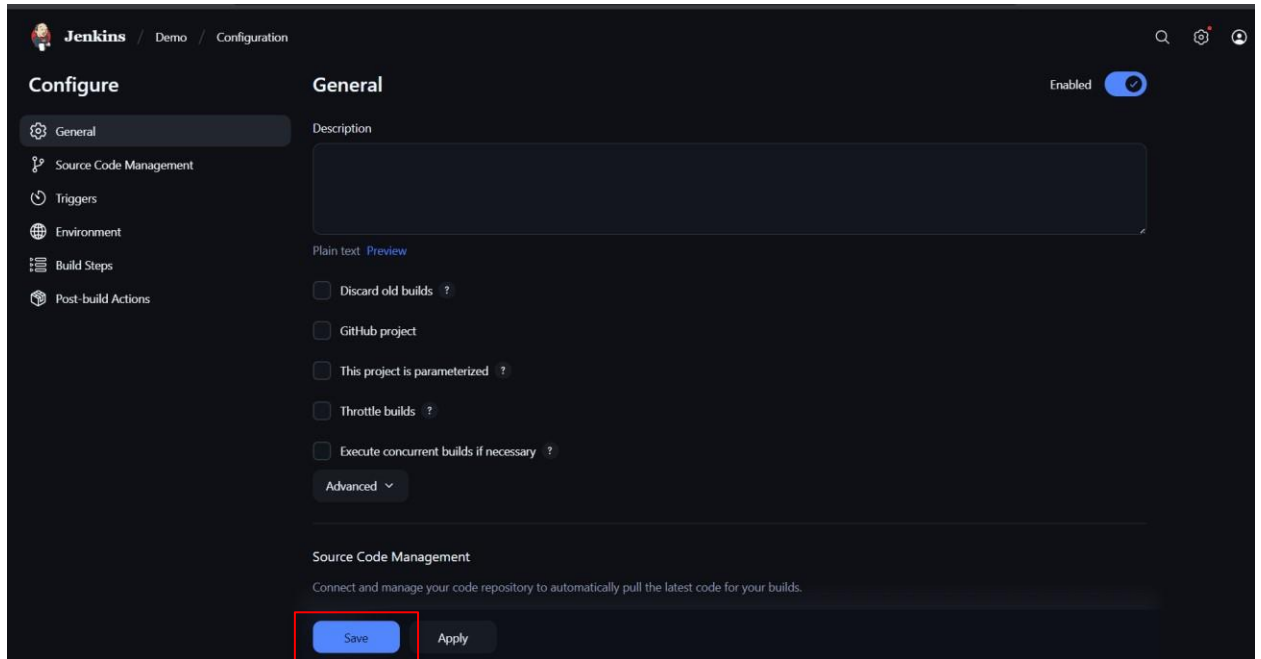 Jenkins / Demo / Configuration
Configure
General
Source Code Management
Triggers
Environment
Build Steps
Post-build Actions
General
Enabled
Description
Plain text Preview
Discard old builds ?
GitHub project
This project is parameterized ?
Throttle builds ?
Execute concurrent builds if necessary ?
Advanced
Source Code Management
Connect and manage your code repository to automatically pull the latest code for your builds.
Save Apply